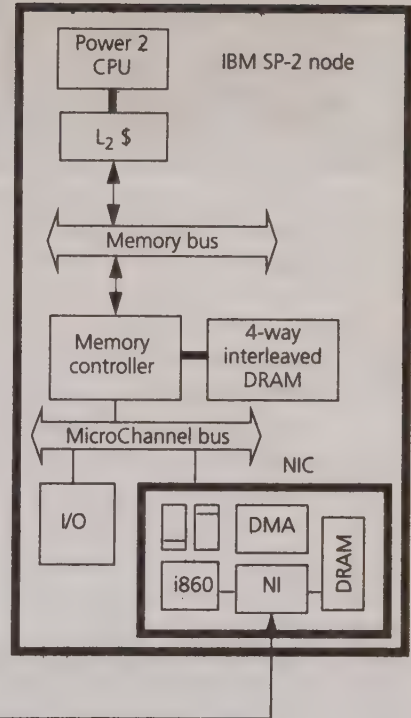 Power 2
CPU
IBM SP-2 node
L₂ $
Memory bus
Memory
controller
4-way
interleaved
DRAM
MicroChannel bus
NIC
I/O
DMA
DRAM
i860
NI